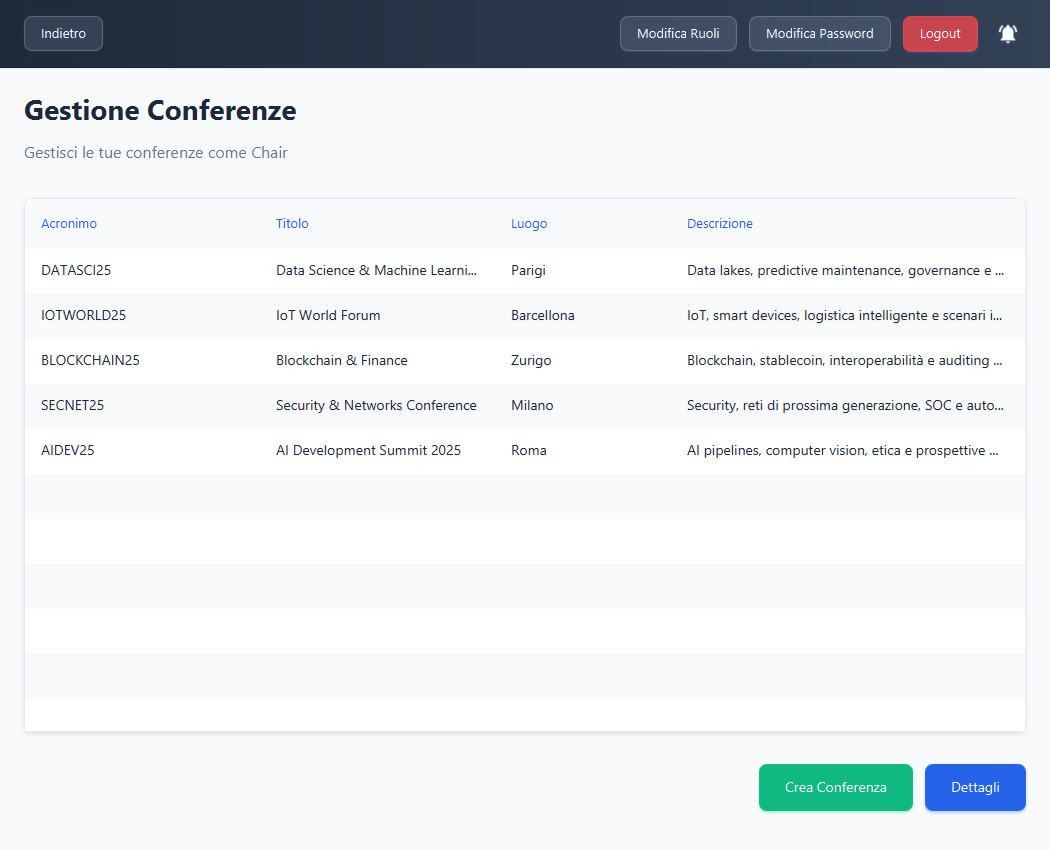 Indietro Modifica Ruoli Modifica Password Logout
Gestione Conferenze
Gestisci le tue conferenze come Chair
Acronimo Titolo Luogo Descrizione
DATASCI25 Data Science & Machine Learni... Parigi Data lakes, predictive maintenance, governance e ...
IOTWORLD25 IoT World Forum Barcellona IoT, smart devices, logistica intelligente e scenari i...
BLOCKCHAIN25 Blockchain & Finance Zurigo Blockchain, stablecoin, interoperabilità e auditing ...
SECNET25 Security & Networks Conference Milano Security, reti di prossima generazione, SOC e auto...
AIDEV25 AI Development Summit 2025 Roma AI pipelines, computer vision, etica e prospettive ...
Crea Conferenza Dettagli